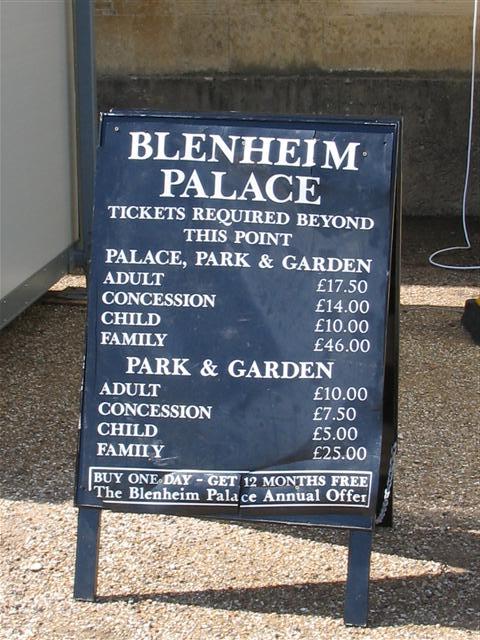 BLENHEIM
PALACE
TICKETS REQUIRED BEYOND
THIS POINT
PALACE, PARK & GARDEN
ADULT £17.50
CONCESSION £14.00
CHILD £10.00
FAMILY £46.00
PARK & GARDEN
ADULT £10.00
CONCESSION £7.50
CHILD £5.00
FAMILY £25.00
BUY ONE DAY - GET 12 MONTHS FREE
The Blenheim Palace Annual Offer